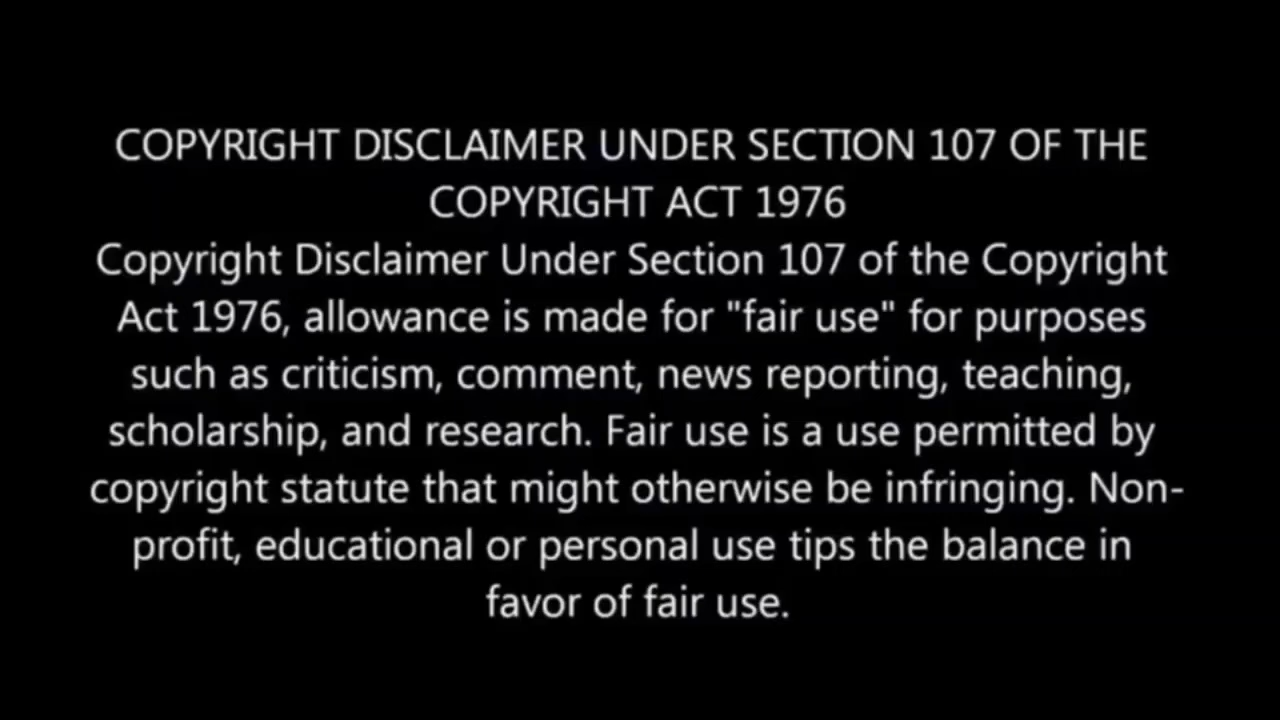 COPYRIGHT DISCLAIMER UNDER SECTION 107 OF THE
COPYRIGHT ACT 1976
Copyright Disclaimer Under Section 107 of the Copyright
Act 1976, allowance is made for "fair use" for purposes
such as criticism, comment, news reporting, teaching,
scholarship, and research. Fair use is a use permitted by
copyright statute that might otherwise be infringing. Non-
profit, educational or personal use tips the balance in
favor of fair use.